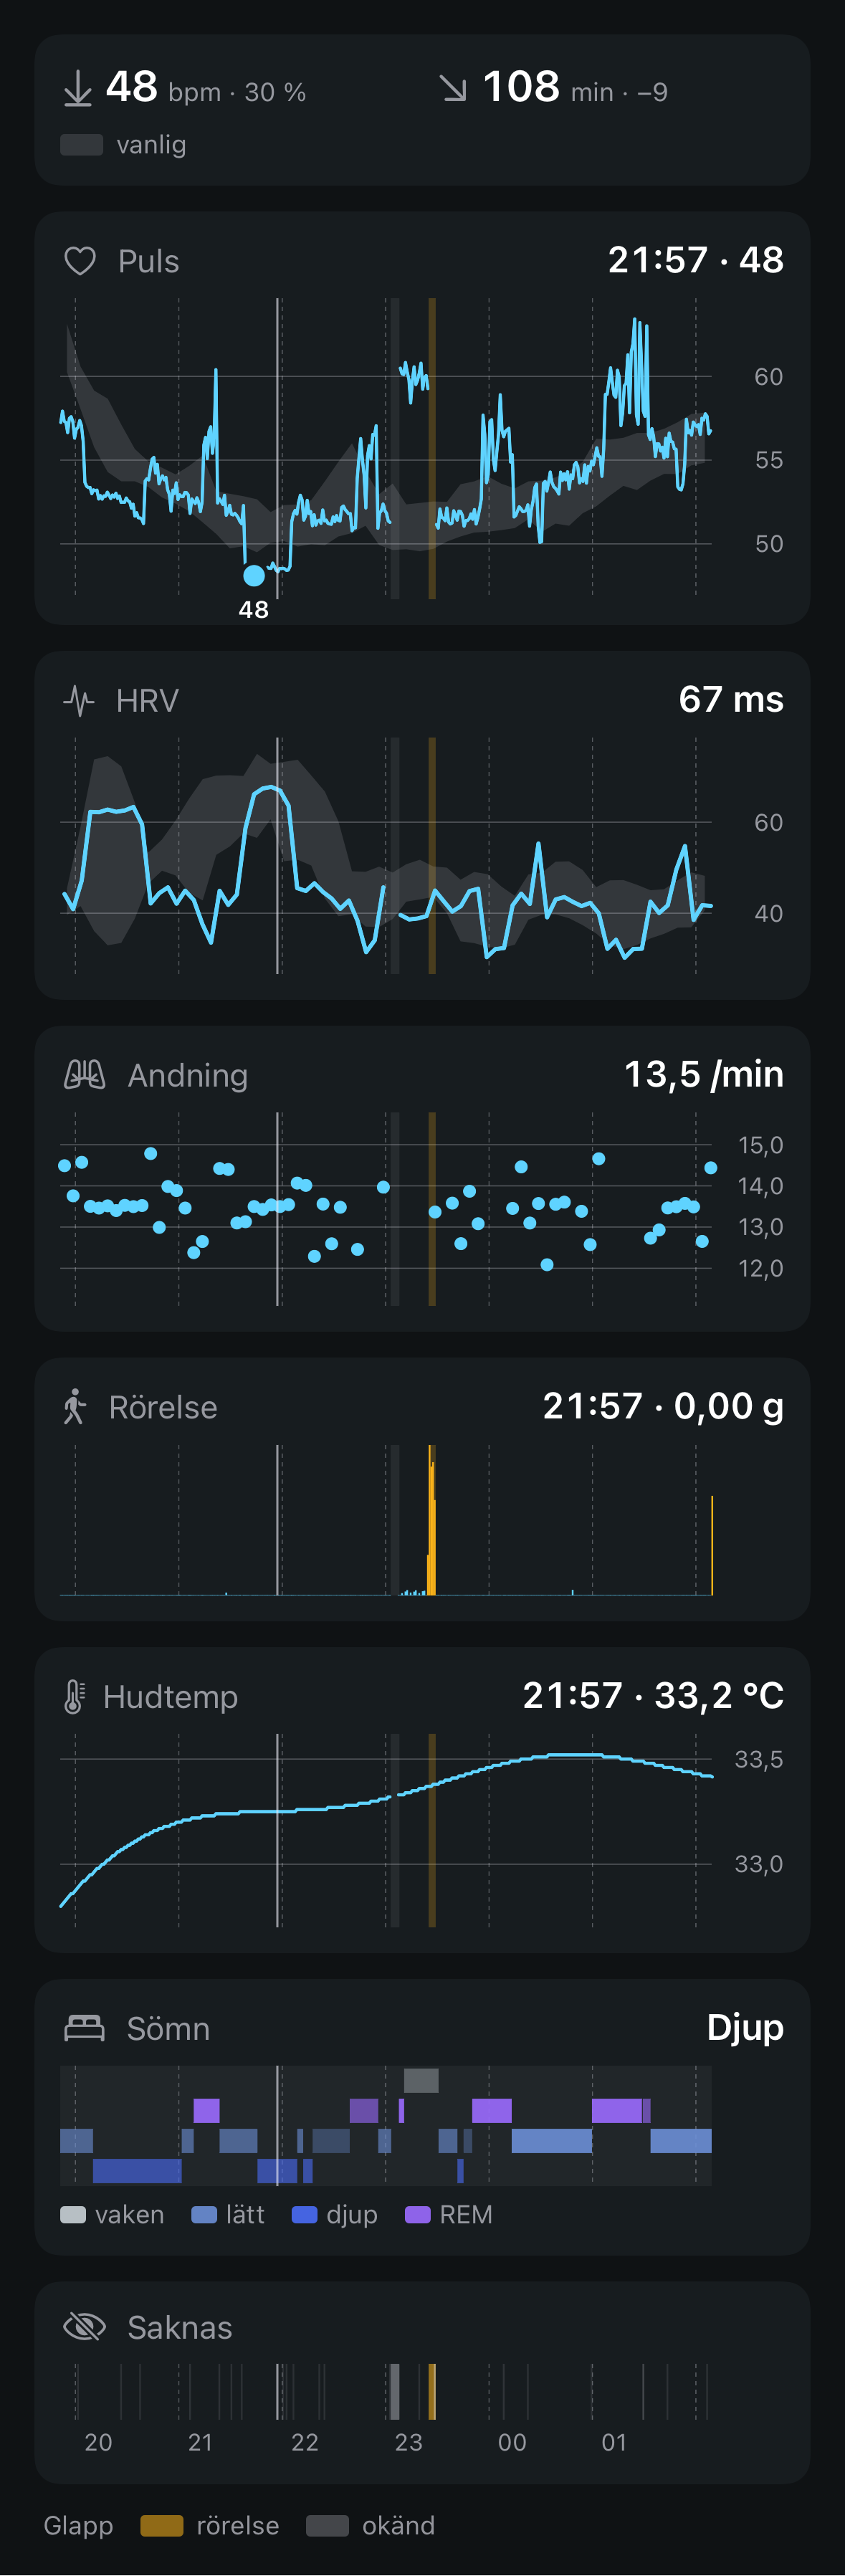 48 bpm · 30 %
108 min · −9
vanlig
Puls 21:57 · 48
60
55
50
48
HRV 67 ms
60
40
Andning 13,5 /min
15,0
14,0
13,0
12,0
Rörelse 21:57 · 0,00 g
Hudtemp 21:57 · 33,2 °C
33,5
33,0
Sömn Djup
vaken lätt djup REM
Saknas
20 21 22 23 00 01
Glapp rörelse okänd